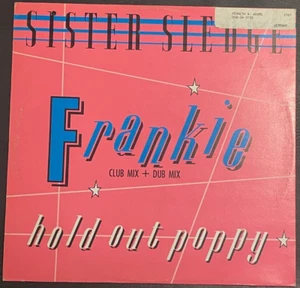 SISTER SLEDGE
Frankie
CLUB MIX + DUB MIX
hold out poppy